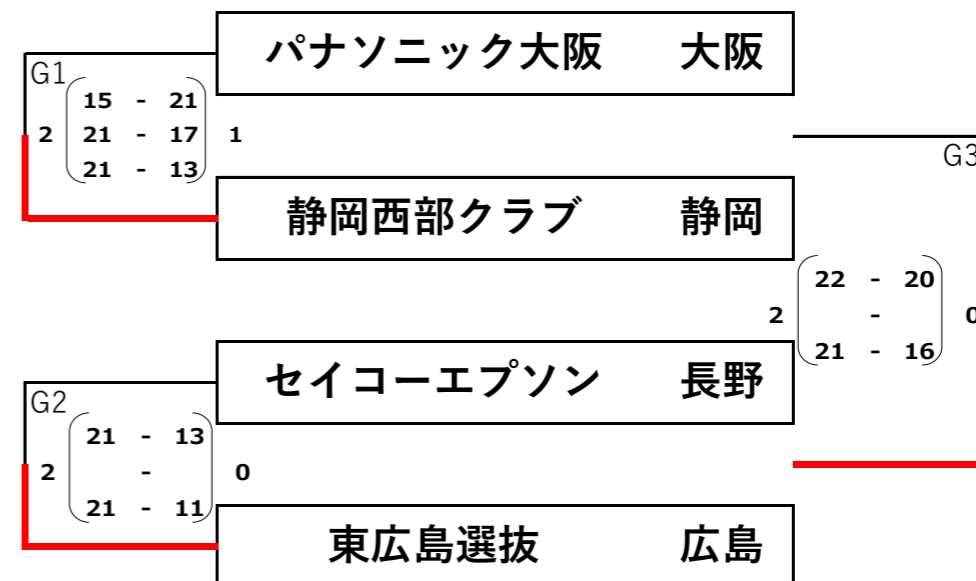 パナソニック大阪 大阪
G1
15 - 21
2 21 - 17 1
21 - 13
G3
静岡西部クラブ 静岡
22 - 20
2 - 0
21 - 16
セイコーエプソン 長野
G2
21 - 13
2 - 0
21 - 11
東広島選抜 広島